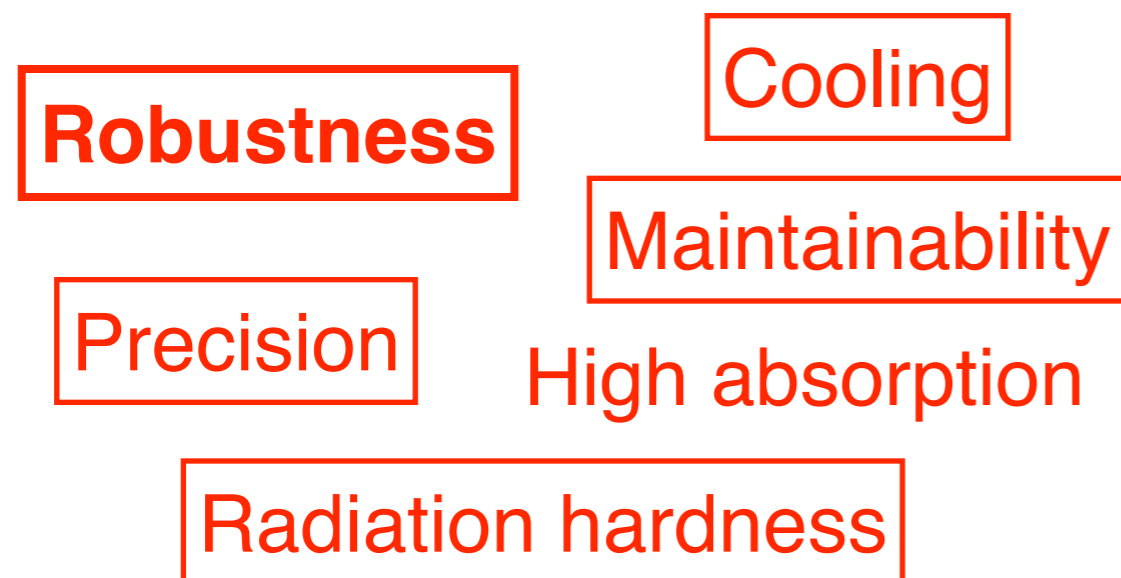 Cooling
Robustness
Maintainability
Precision
High absorption
Radiation hardness